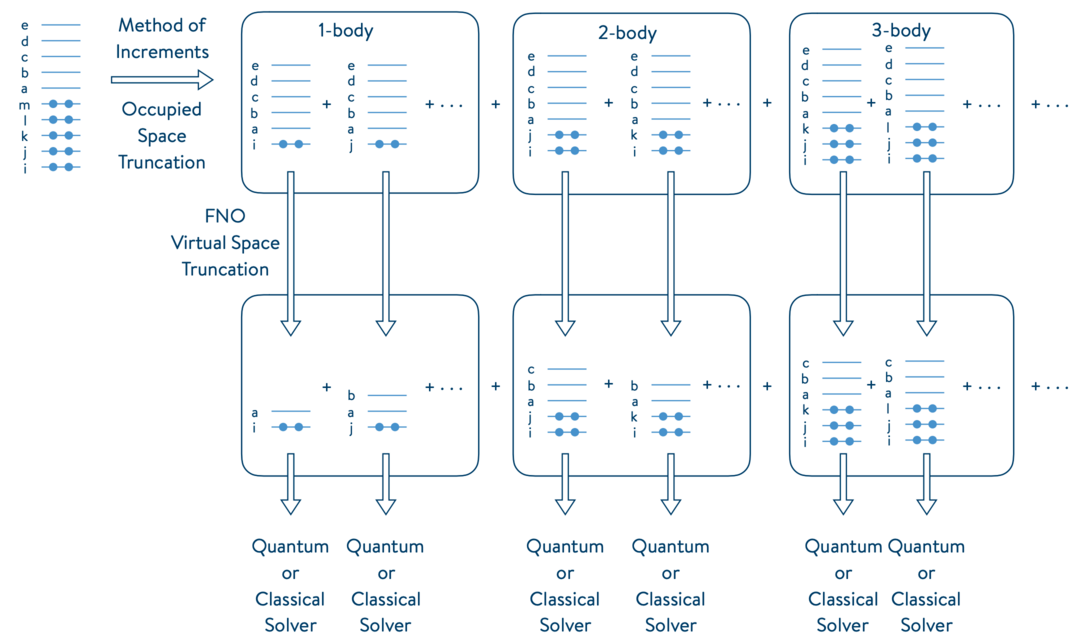 e
d
c
b
a
m
l
k
j
i
Method of
Increments
Occupied
Space
Truncation
1-body
e
d
c
b
a
i
+
e
d
c
b
a
j
+ ...
+
2-body
e
d
c
b
a
j
i
+
e
d
c
b
a
k
i
+ ...
+
3-body
e
d
c
b
a
k
j
i
+
e
d
c
b
a
l
j
i
+ ...
+ ...
FNO
Virtual Space
Truncation
a
i
+
b
a
j
+ ...
+
c
b
a
j
i
+
b
a
k
i
+ ...
+
c
b
a
k
j
i
+
c
b
a
l
j
i
+ ...
+ ...
Quantum
or
Classical
Solver
Quantum
or
Classical
Solver
Quantum
or
Classical
Solver
Quantum
or
Classical
Solver
Quantum
or
Classical
Solver
Quantum
or
Classical
Solver